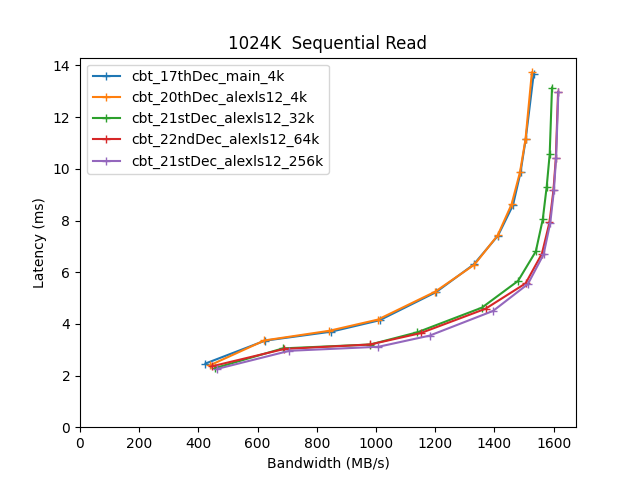 1024K  Sequential Read
14
12
10
8
6
4
2
0
Latency (ms)
cbt_17thDec_main_4k
cbt_20thDec_alexls12_4k
cbt_21stDec_alexls12_32k
cbt_22ndDec_alexls12_64k
cbt_21stDec_alexls12_256k
0 200 400 600 800 1000 1200 1400 1600
Bandwidth (MB/s)